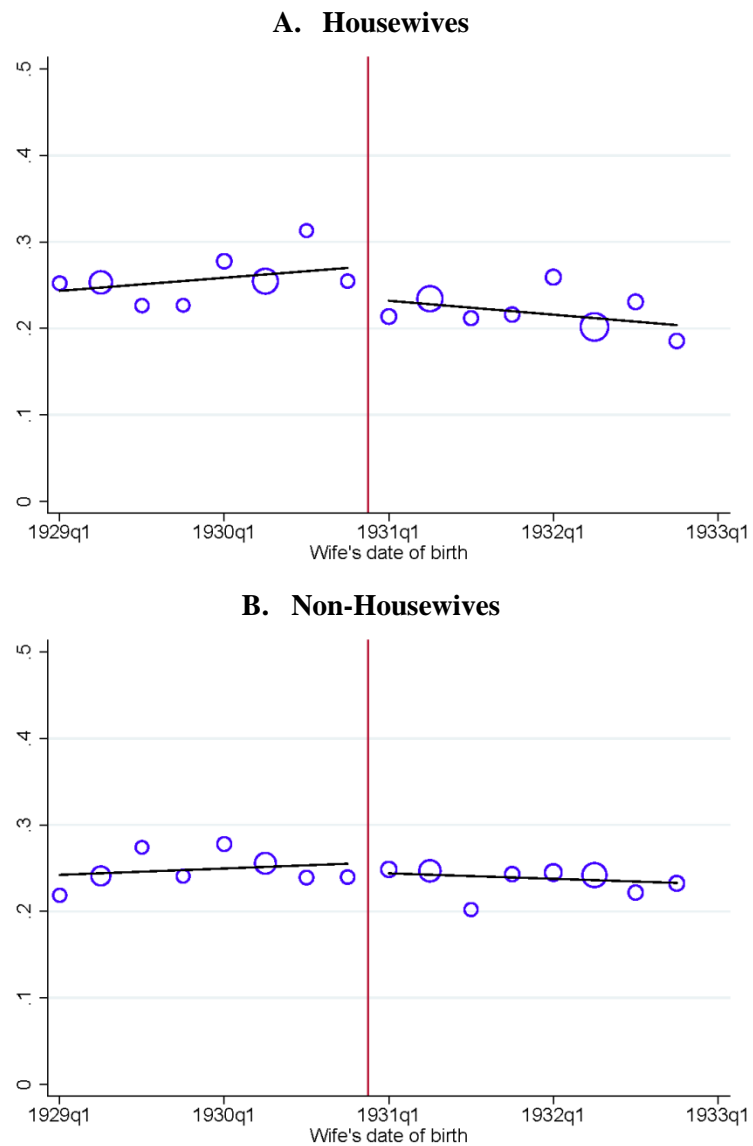 A. Housewives
.5
.4
.3
.2
.1
0
1929q1 1930q1 1931q1 1932q1 1933q1
Wife's date of birth
B. Non-Housewives
.5
.4
.3
.2
.1
0
1929q1 1930q1 1931q1 1932q1 1933q1
Wife's date of birth